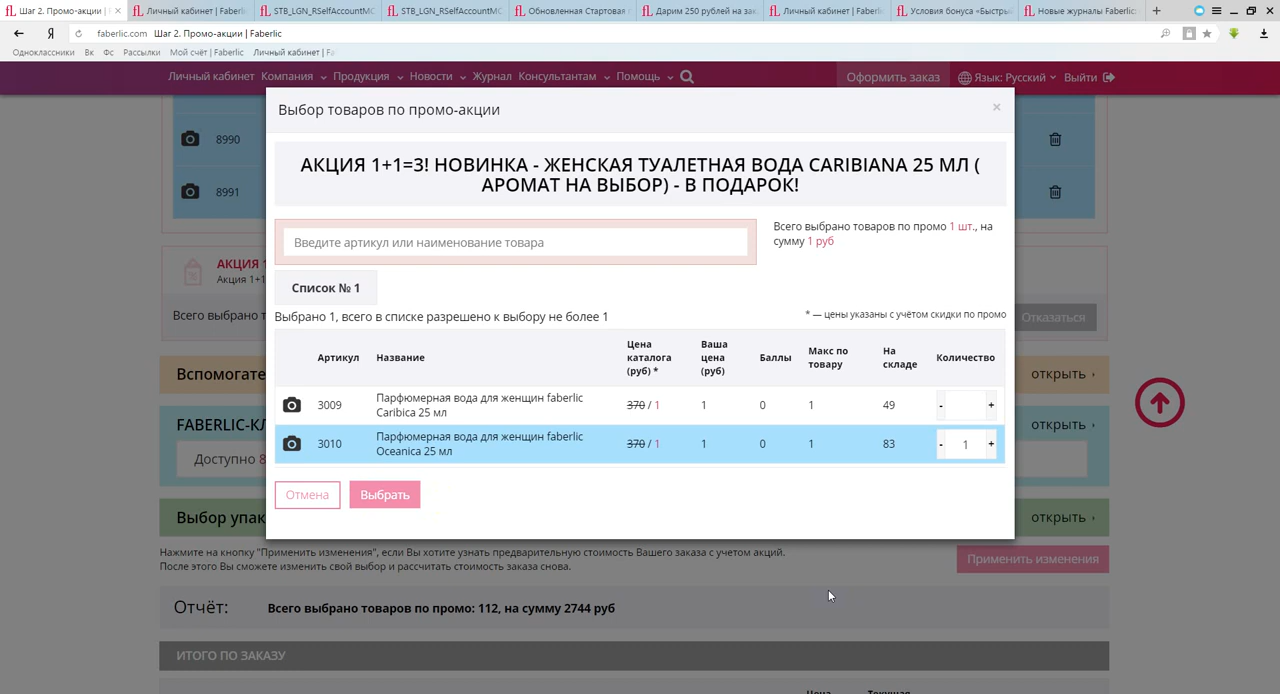 Шаг 2. Промо-акции |
Личный кабинет | Faberlic
STB_LGN_RSelfAccountMC
STB_LGN_RSelfAccountMC
Обновленная Стартовая
Дарим 250 рублей на зак
Личный кабинет | Faberlic
Условия бонуса «Быстры
Новые журналы Faberlic
faberlic.com Шаг 2. Промо-акции | Faberlic
Одноклассники Вк Фс Рассылки Мой счёт | Faberlic Личный кабинет | Fa
Личный кабинет Компания Продукция Новости Журнал Консультантам Помощь Оформить заказ Язык: Русский Выйти
Выбор товаров по промо-акции ×
8990
8991
АКЦИЯ 1+1=3! НОВИНКА - ЖЕНСКАЯ ТУАЛЕТНАЯ ВОДА CARIBIANA 25 МЛ (
АРОМАТ НА ВЫБОР) - В ПОДАРОК!
Введите артикул или наименование товара
Всего выбрано товаров по промо 1 шт., на
сумму 1 руб
АКЦИЯ 1
Акция 1+1
Список № 1
Всего выбрано т
Отказаться
Выбрано 1, всего в списке разрешено к выбору не более 1
* — цены указаны с учётом скидки по промо
Артикул Название Цена каталога (руб) * Ваша цена (руб) Баллы Макс по товару На складе Количество
3009 Парфюмерная вода для женщин faberlic Caribica 25 мл 370 / 1 1 0 1 49 - +
3010 Парфюмерная вода для женщин faberlic Oceanica 25 мл 370 / 1 1 0 1 83 - 1 +
Отмена Выбрать
Вспомогате
открыть ›
FABERLIC-КЛ
открыть ›
Доступно 8
Выбор упак
открыть ›
Нажмите на кнопку "Применить изменения", если Вы хотите узнать предварительную стоимость Вашего заказа с учетом акций.
После этого Вы сможете изменить свой выбор и рассчитать стоимость заказа снова.
Применить изменения
Отчёт: Всего выбрано товаров по промо: 112, на сумму 2744 руб
ИТОГО ПО ЗАКАЗУ
Цена Текущая